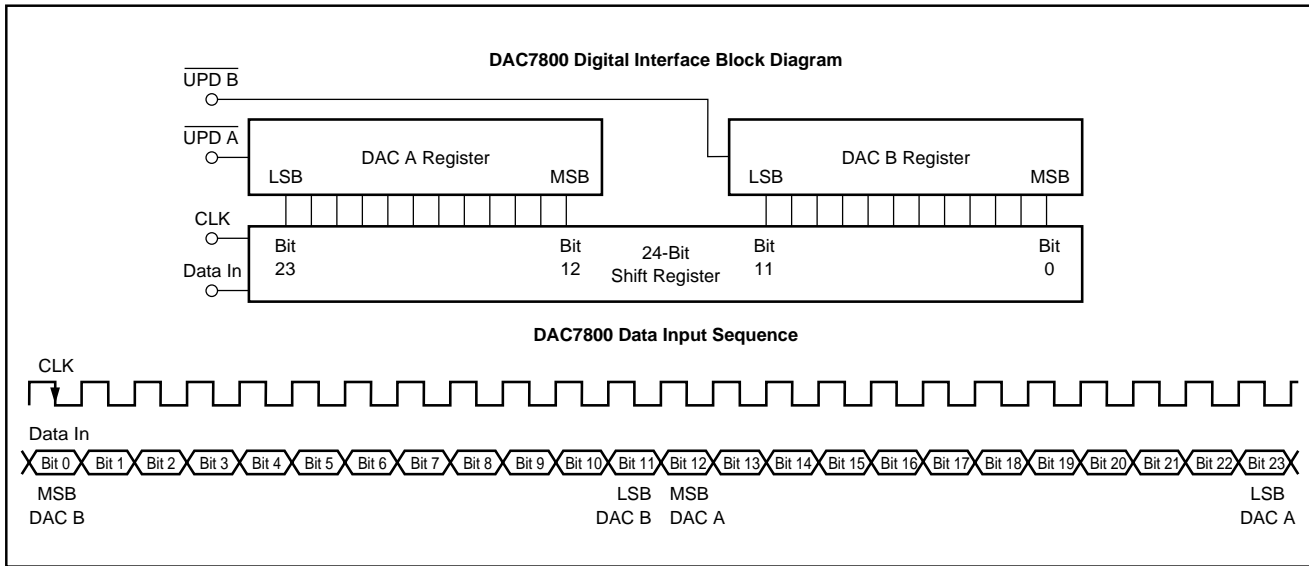 DAC7800 Digital Interface Block Diagram
UPD B
UPD A
DAC A Register
DAC B Register
LSB MSB LSB MSB
CLK
Bit Bit 24-Bit Bit Bit
Data In 23 12 Shift Register 11 0
DAC7800 Data Input Sequence
CLK
Data In
Bit 0 Bit 1 Bit 2 Bit 3 Bit 4 Bit 5 Bit 6 Bit 7 Bit 8 Bit 9 Bit 10 Bit 11 Bit 12 Bit 13 Bit 14 Bit 15 Bit 16 Bit 17 Bit 18 Bit 19 Bit 20 Bit 21 Bit 22 Bit 23
MSB LSB MSB LSB
DAC B DAC B DAC A DAC A